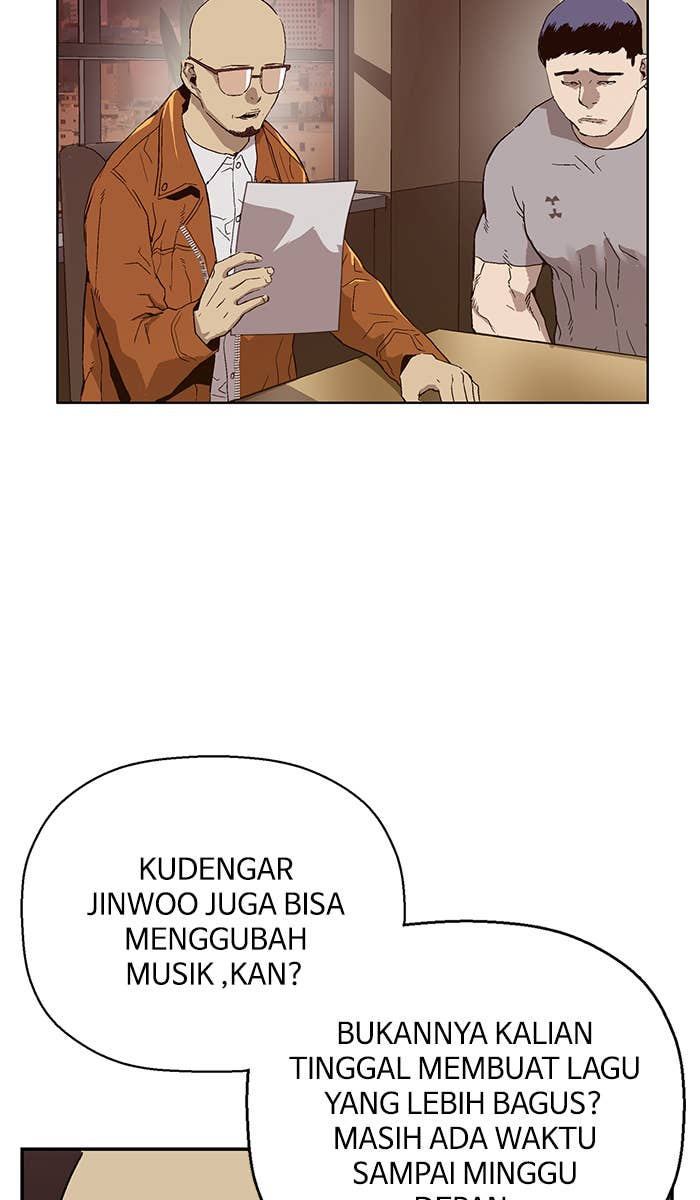 KUDENGAR
JINWOO JUGA BISA
MENGGUBAH
MUSIK ,KAN?
BUKANNYA KALIAN
TINGGAL MEMBUAT LAGU
YANG LEBIH BAGUS?
MASIH ADA WAKTU
SAMPAI MINGGU
DEPAN